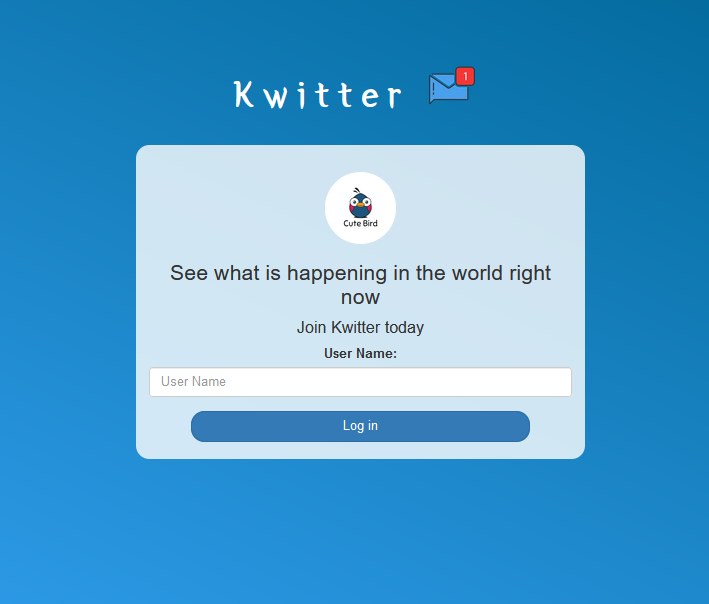 Kwitter
1
Cute Bird
See what is happening in the world right
now
Join Kwitter today
User Name:
User Name
Log in